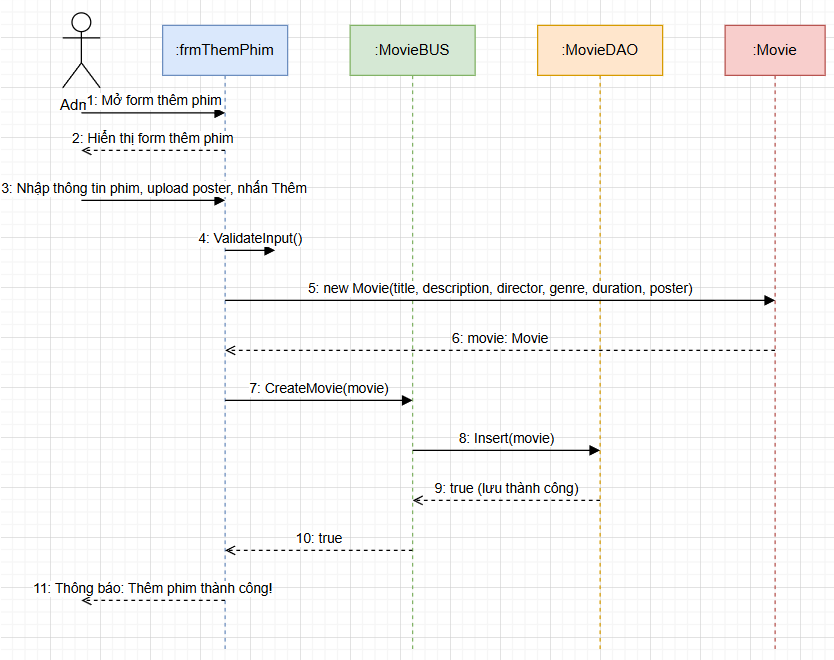 :frmThemPhim
:MovieBUS
:MovieDAO
:Movie
Adn
1: Mở form thêm phim
2: Hiển thị form thêm phim
3: Nhập thông tin phim, upload poster, nhấn Thêm
4: ValidateInput()
5: new Movie(title, description, director, genre, duration, poster)
6: movie: Movie
7: CreateMovie(movie)
8: Insert(movie)
9: true (lưu thành công)
10: true
11: Thông báo: Thêm phim thành công!